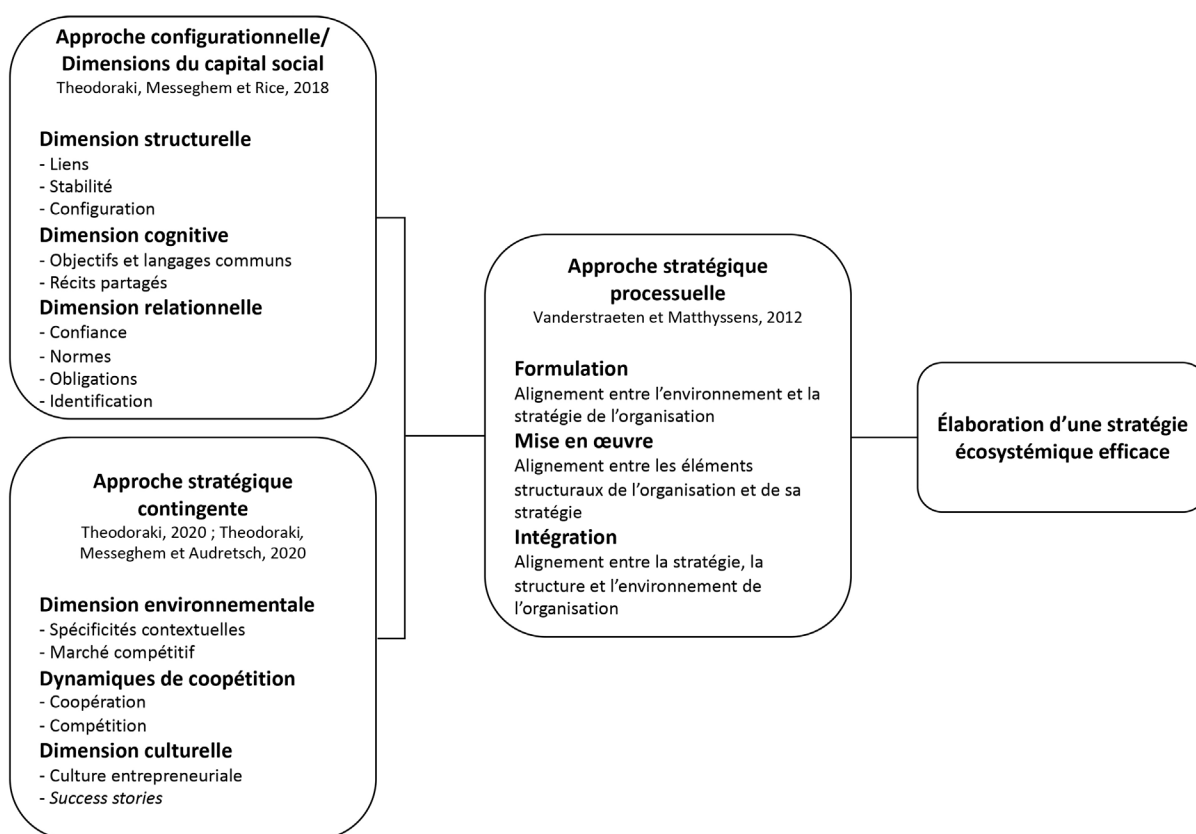 Approche configurationnelle/
Dimensions du capital social
Theodoraki, Messeghem et Rice, 2018
Dimension structurelle
- Liens
- Stabilité
- Configuration
Dimension cognitive
- Objectifs et langages communs
- Récits partagés
Dimension relationnelle
- Confiance
- Normes
- Obligations
- Identification
Approche stratégique
contingente
Theodoraki, 2020 ; Theodoraki,
Messeghem et Audretsch, 2020
Dimension environnementale
- Spécificités contextuelles
- Marché compétitif
Dynamiques de coopétition
- Coopération
- Compétition
Dimension culturelle
- Culture entrepreneuriale
- Success stories
Approche stratégique
processuelle
Vanderstraeten et Matthyssens, 2012
Formulation
Alignement entre l’environnement et la
stratégie de l’organisation
Mise en œuvre
Alignement entre les éléments
structuraux de l’organisation et de sa
stratégie
Intégration
Alignement entre la stratégie, la
structure et l’environnement de
l’organisation
Élaboration d’une stratégie
écosystémique efficace